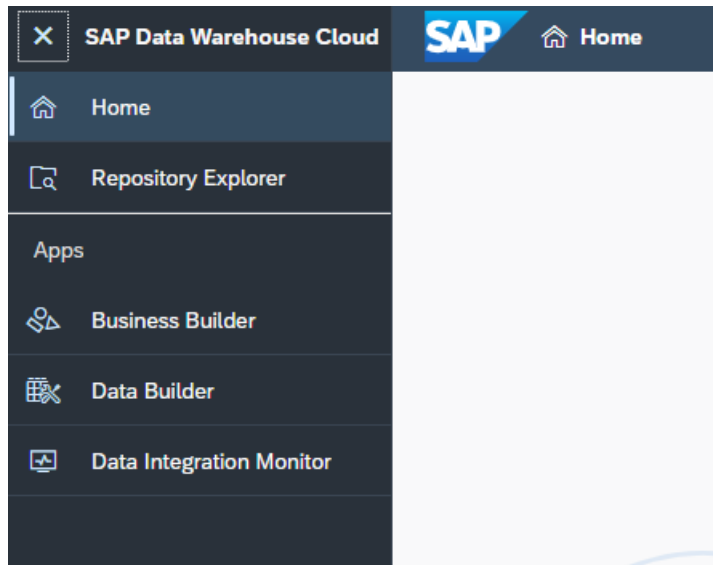 SAP Data Warehouse Cloud
SAP Home
Home
Repository Explorer
Apps
Business Builder
Data Builder
Data Integration Monitor